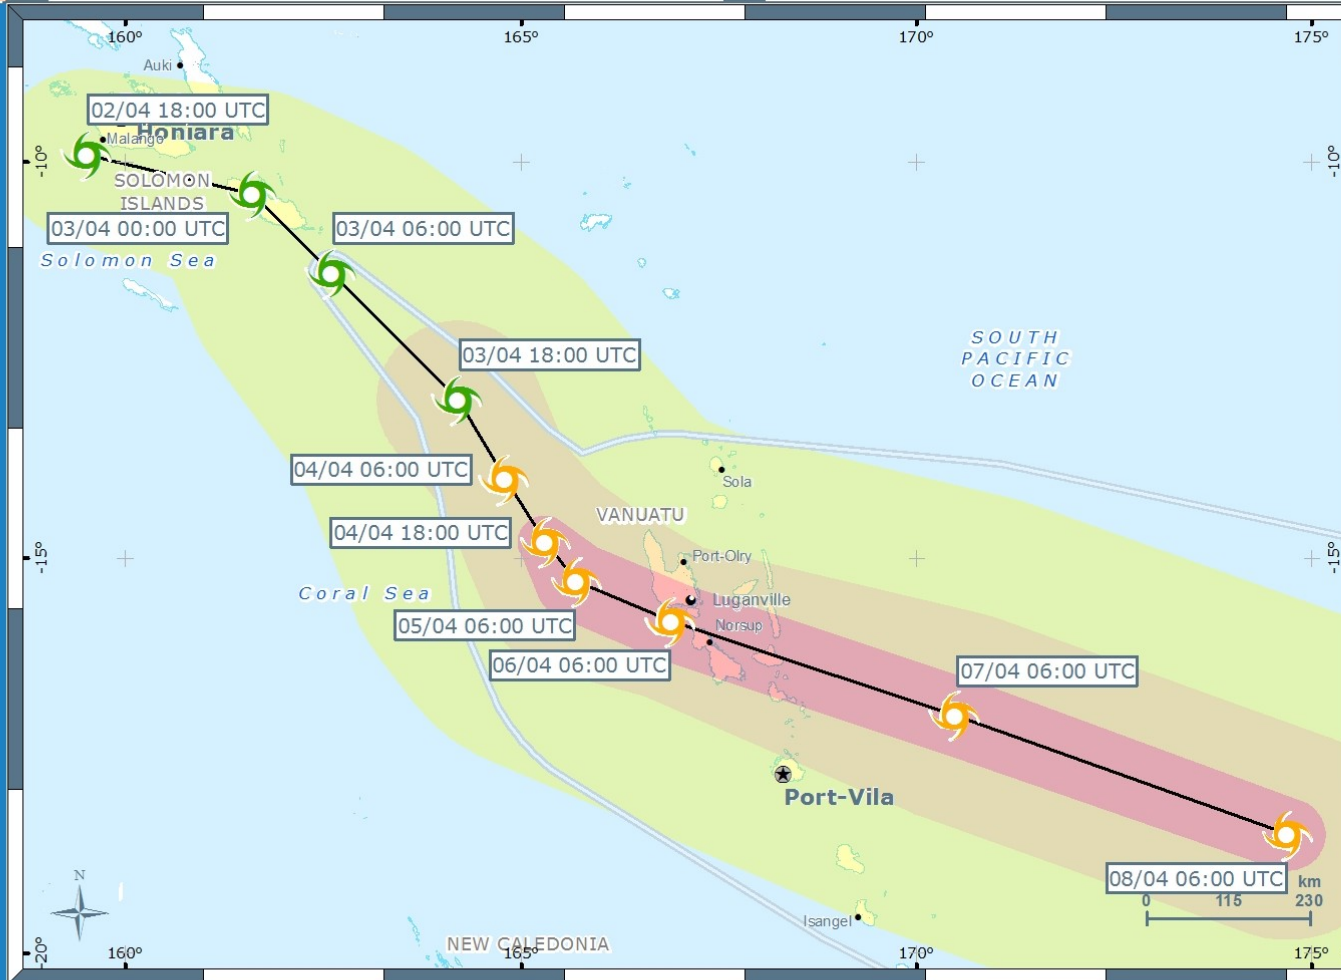 160°
165°
170°
175°
Auki
02/04 18:00 UTC
Honiara
Malango
-10°
-10°
SOLOMON
ISLANDS
03/04 00:00 UTC
03/04 06:00 UTC
Solomon Sea
SOUTH
PACIFIC
OCEAN
03/04 18:00 UTC
04/04 06:00 UTC
Sola
VANUATU
04/04 18:00 UTC
Port-Olry
-15°
-15°
Coral Sea
Luganville
05/04 06:00 UTC
Norsup
06/04 06:00 UTC
07/04 06:00 UTC
Port-Vila
N
08/04 06:00 UTC
km
0 115 230
Isangel
NEW CALEDONIA
-20°
160°
165°
170°
175°